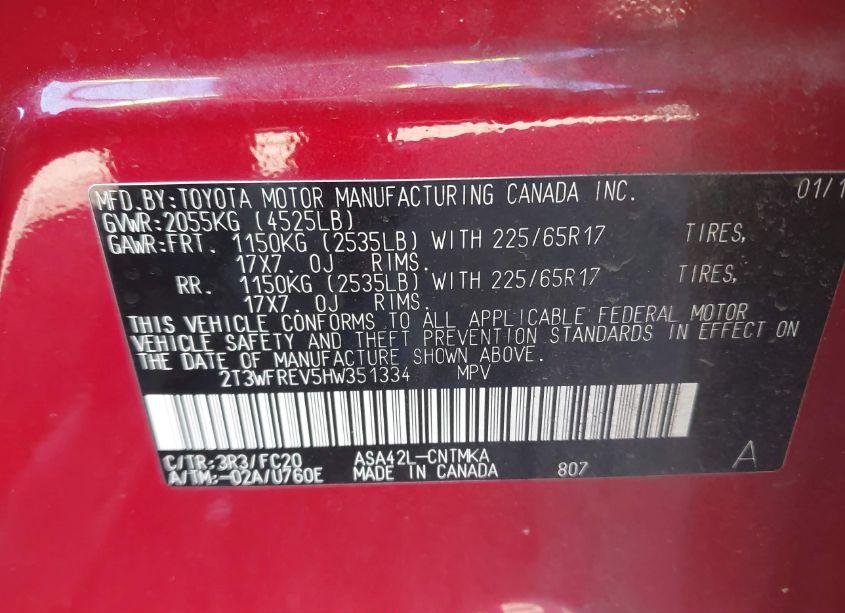 MFD.BY:TOYOTA MOTOR MANUFACTURING CANADA INC. 01/1
GVWR:2055KG (4525LB)
GAWR:FRT. 1150KG (2535LB) WITH 225/65R17 TIRES,
17X7.0J RIMS.
RR. 1150KG (2535LB) WITH 225/65R17 TIRES,
17X7.0J RIMS.
THIS VEHICLE CONFORMS TO ALL APPLICABLE FEDERAL MOTOR
VEHICLE SAFETY AND THEFT PREVENTION STANDARDS IN EFFECT ON
THE DATE OF MANUFACTURE SHOWN ABOVE.
2T3WFREV5HW351334 MPV
C/TR:3R3/FC20 ASA42L-CNTMKA A
A/TM:-02A/U760E MADE IN CANADA 807